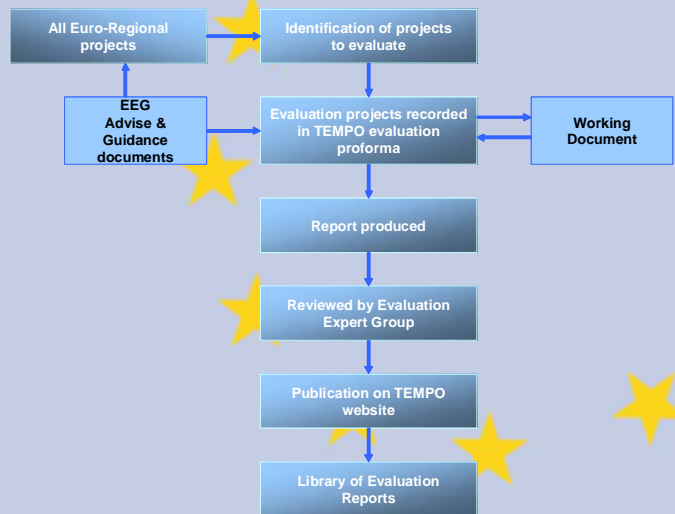 All Euro-Regional
projects
Identification of projects
to evaluate
EEG
Advise &
Guidance
documents
Evaluation projects recorded
in TEMPO evaluation
proforma
Working
Document
Report produced
Reviewed by Evaluation
Expert Group
Publication on TEMPO
website
Library of Evaluation
Reports